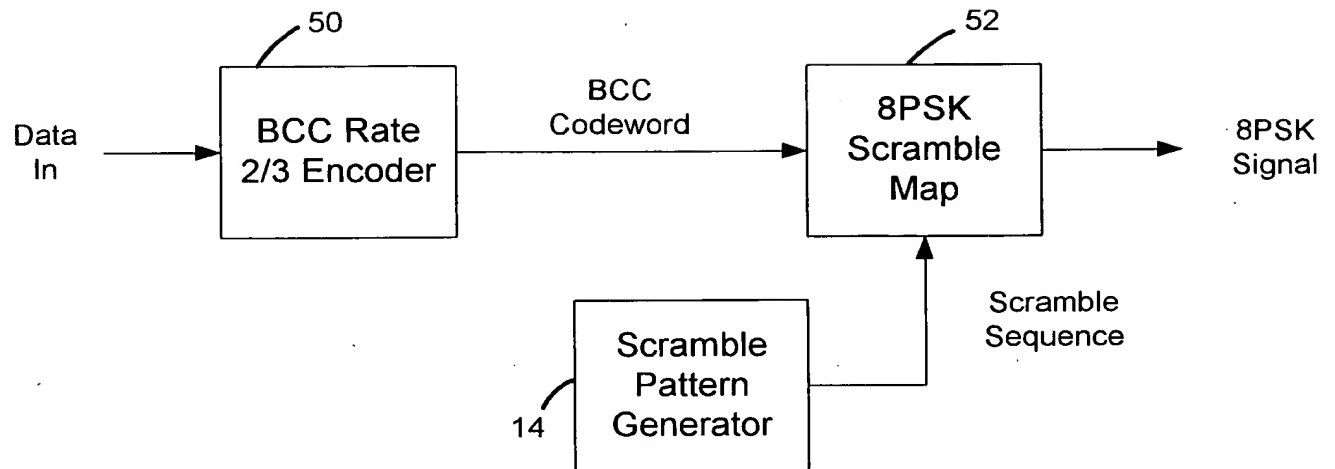 50
52
Data
In
BCC Rate
2/3 Encoder
BCC
Codeword
8PSK
Scramble
Map
8PSK
Signal
Scramble
Pattern
Generator
14
Scramble
Sequence